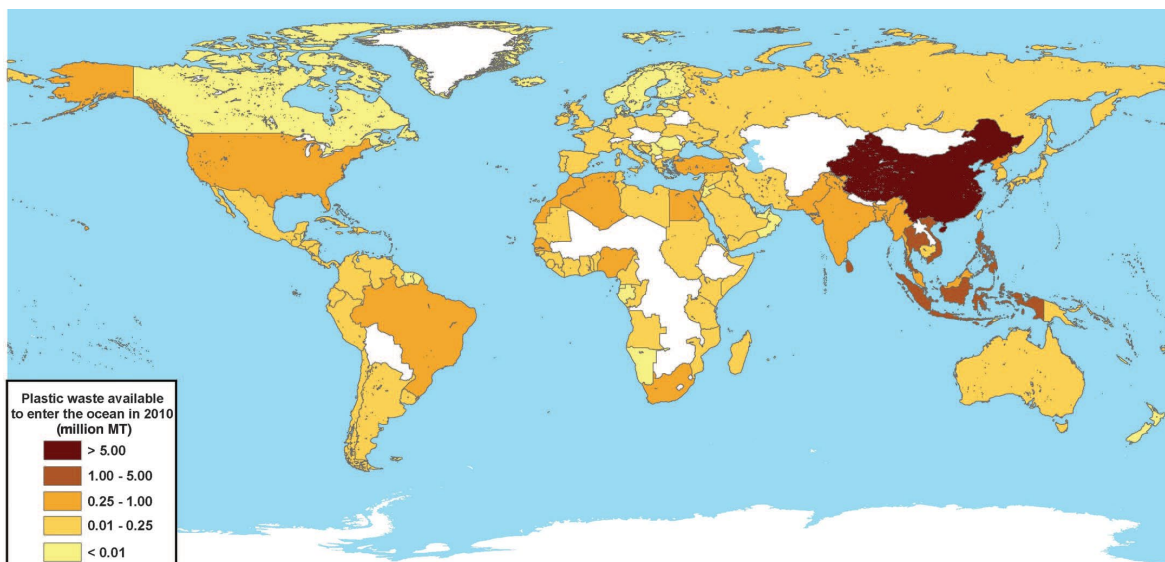 Plastic waste available
to enter the ocean in 2010
(million MT)
> 5.00
1.00 - 5.00
0.25 - 1.00
0.01 - 0.25
< 0.01